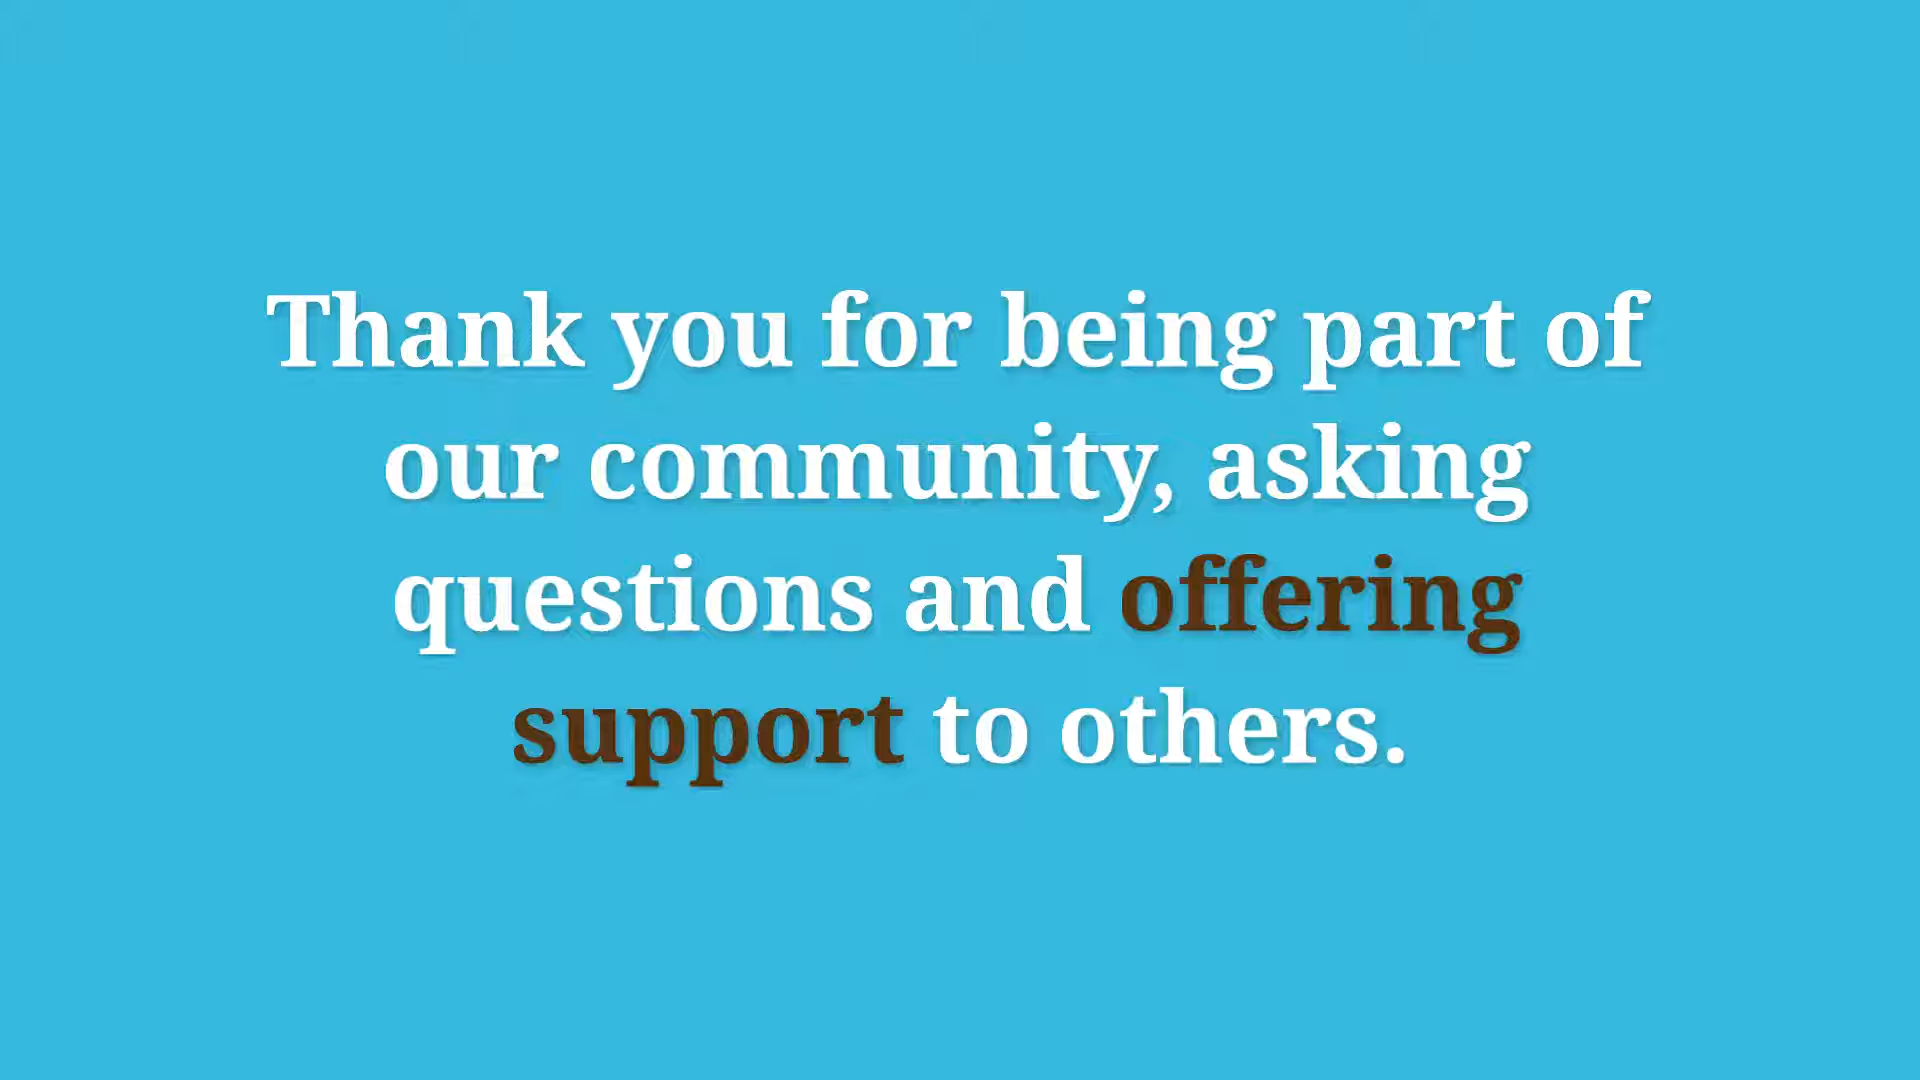 Thank you for being part of
our community, asking
questions and offering
support to others.